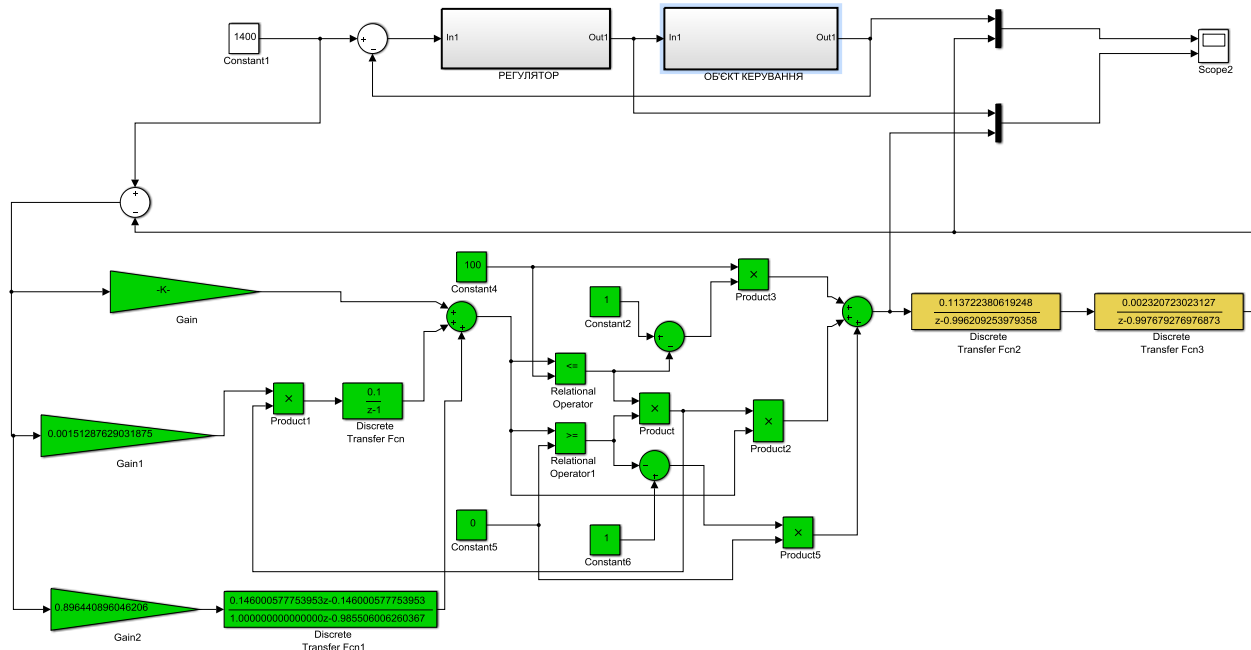 1400
Constant1
+
−
In1
Out1
РЕГУЛЯТОР
In1
Out1
ОБ'ЄКТ КЕРУВАННЯ
Scope2
+
−
-K-
Gain
0.00151287629031875
Gain1
×
Product1
0.1
z-1
Discrete
Transfer Fcn
+
+
+
100
Constant4
1
Constant2
+
−
×
Product3
<=
Relational
Operator
×
Product
>=
Relational
Operator1
−
+
×
Product2
0
Constant5
1
Constant6
×
Product5
+
+
+
0.113722380619248
z-0.996209253979358
Discrete
Transfer Fcn2
0.002320723023127
z-0.997679276976873
Discrete
Transfer Fcn3
0.896440896046206
Gain2
0.146000577753953z-0.146000577753953
1.000000000000000z-0.985506006260367
Discrete
Transfer Fcn1